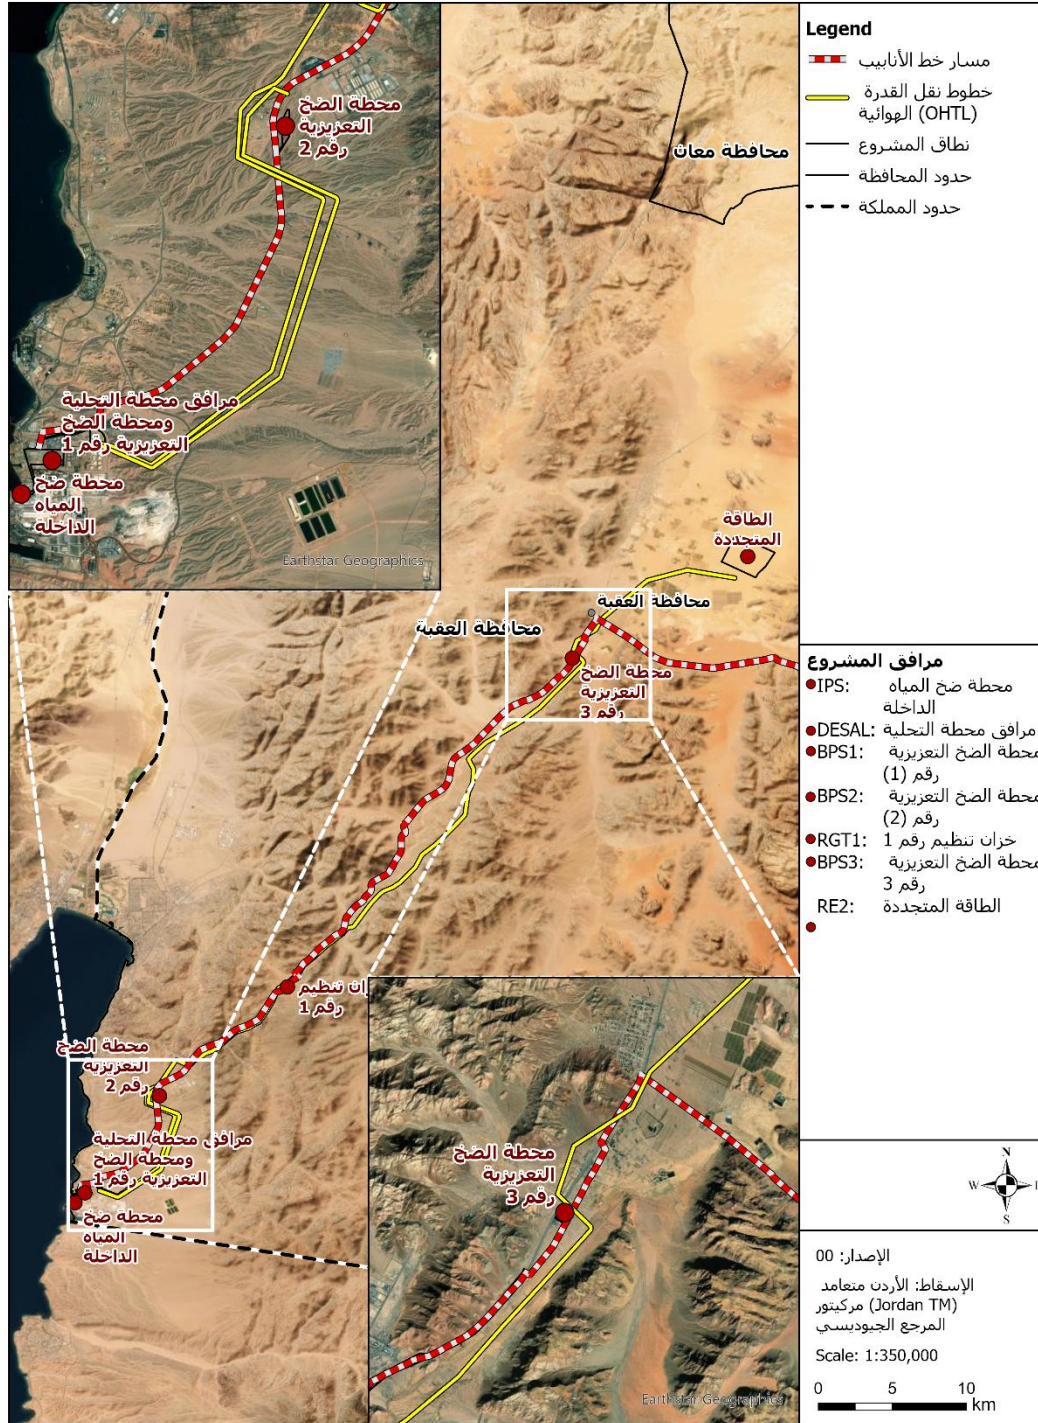 محطة الضخ
التعزيزية
رقم 2
مرافق محطة التحلية
ومحطة الضخ
التعزيزية رقم 1
محطة ضخ
المياه
الداخلة
Earthstar Geographics
محافظة معان
الطاقة
المتجددة
محافظة العقبة
محافظة العقبة
محطة الضخ
التعزيزية
رقم 3
تنظيم
رقم 1
محطة الضخ
التعزيزية
رقم 2
مرافق محطة التحلية
ومحطة الضخ
التعزيزية رقم 1
محطة ضخ
المياه
الداخلة
محطة الضخ
التعزيزية
رقم 3
Earthstar Geographics
Legend
مسار خط الأنابيب
خطوط نقل القدرة
الهوائية (OHTL)
نطاق المشروع
حدود المحافظة
حدود المملكة
مرافق المشروع
IPS: محطة ضخ المياه
الداخلة
DESAL: مرافق محطة التحلية
BPS1: محطة الضخ التعزيزية
رقم (1)
BPS2: محطة الضخ التعزيزية
رقم (2)
RGT1: خزان تنظيم رقم 1
BPS3: محطة الضخ التعزيزية
رقم 3
RE2: الطاقة المتجددة
N
W
S
الإصدار: 00
الإسقاط: الأردن متعامد
مركيتور (Jordan TM)
المرجع الجيوديسي
Scale: 1:350,000
0 5 10
km